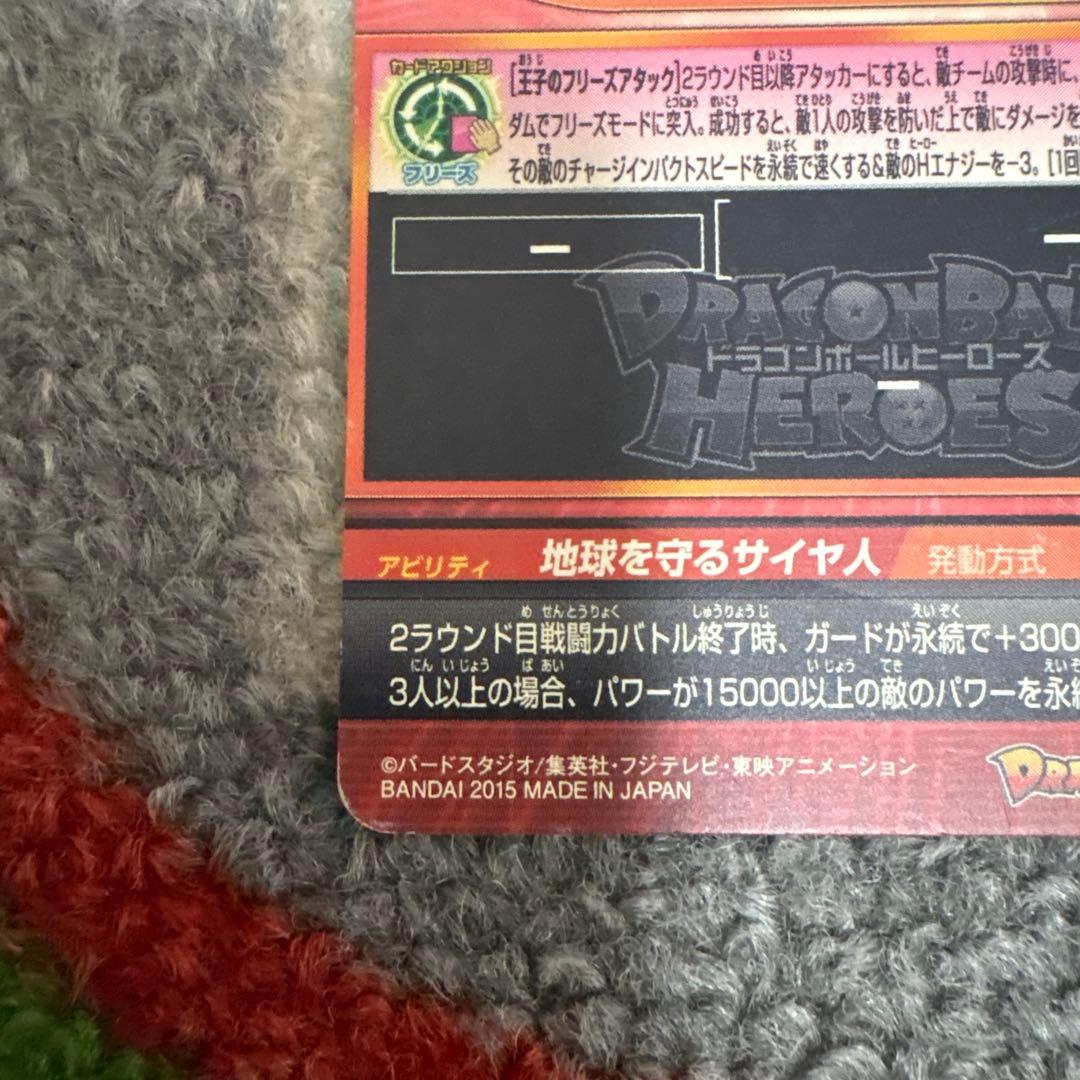 カードアクション
フリーズ
[王子のフリーズアタック]2ラウンド目以降アタッカーにすると、敵チームの攻撃時に、
ダムでフリーズモードに突入。成功すると、敵1人の攻撃を防いだ上で敵にダメージを
その敵のチャージインパクトスピードを永続で速くする&敵のHエナジーを-3。[1回
ー
ー
DRAGON BAL
ドラゴンボールヒーローズ
ー
HEROES
アビリティ 地球を守るサイヤ人 発動方式
2ラウンド目戦闘力バトル終了時、ガードが永続で+300
3人以上の場合、パワーが15000以上の敵のパワーを永続
©バードスタジオ/集英社・フジテレビ・東映アニメーション
BANDAI 2015 MADE IN JAPAN
DRA